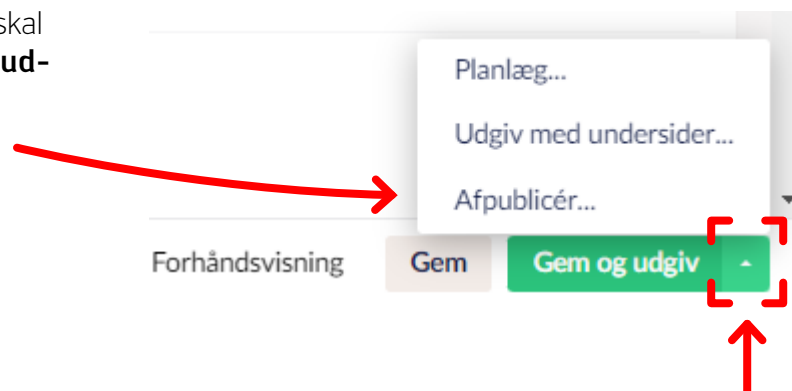 skal
ud-
Planlæg...
Udgiv med undersider...
Afpublicér...
Forhåndsvisning Gem Gem og udgiv